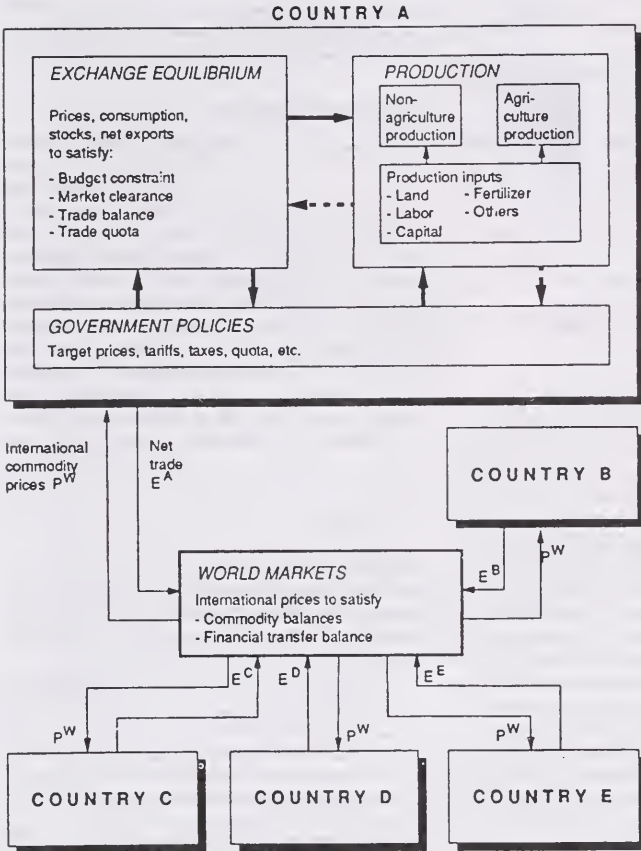 COUNTRY A
EXCHANGE EQUILIBRIUM
Prices, consumption,
stocks, net exports
to satisfy:
- Budget constraint
- Market clearance
- Trade balance
- Trade quota
PRODUCTION
Non-
agriculture
production
Agri-
culture
production
Production inputs
- Land - Fertilizer
- Labor - Others
- Capital
GOVERNMENT POLICIES
Target prices, tariffs, taxes, quota, etc.
International
commodity
prices P^W
Net
trade
E^A
COUNTRY B
E^B
P^W
WORLD MARKETS
International prices to satisfy
- Commodity balances
- Financial transfer balance
P^W
E^C
E^D
P^W
E^E
P^W
COUNTRY C
COUNTRY D
COUNTRY E